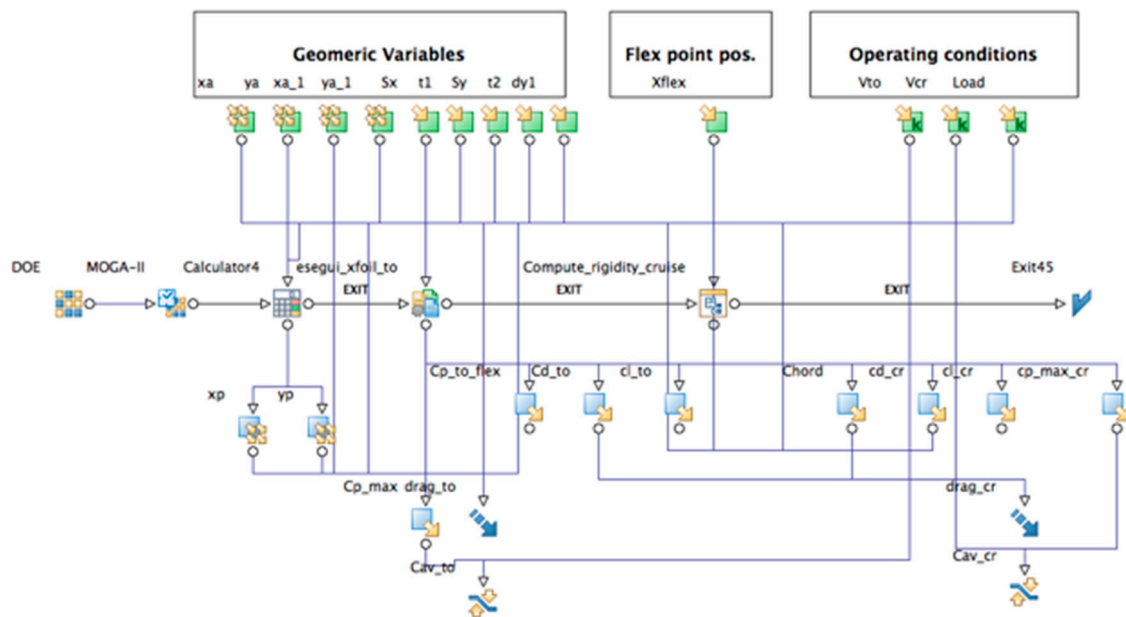 Geomeric Variables
Flex point pos.
Operating conditions
xa ya xa_1 ya_1 Sx t1 Sy t2 dy1
Xflex
Vto Vcr Load
k k k
DOE MOGA-II Calculator4 esegui_xfoil_to Compute_rigidity_cruise Exit45
EXIT EXIT EXIT
Cp_to_flex Cd_to cl_to Chord cd_cr cl_cr cp_max_cr
xp yp
Cp_max drag_to drag_cr
Cav_to Cav_cr